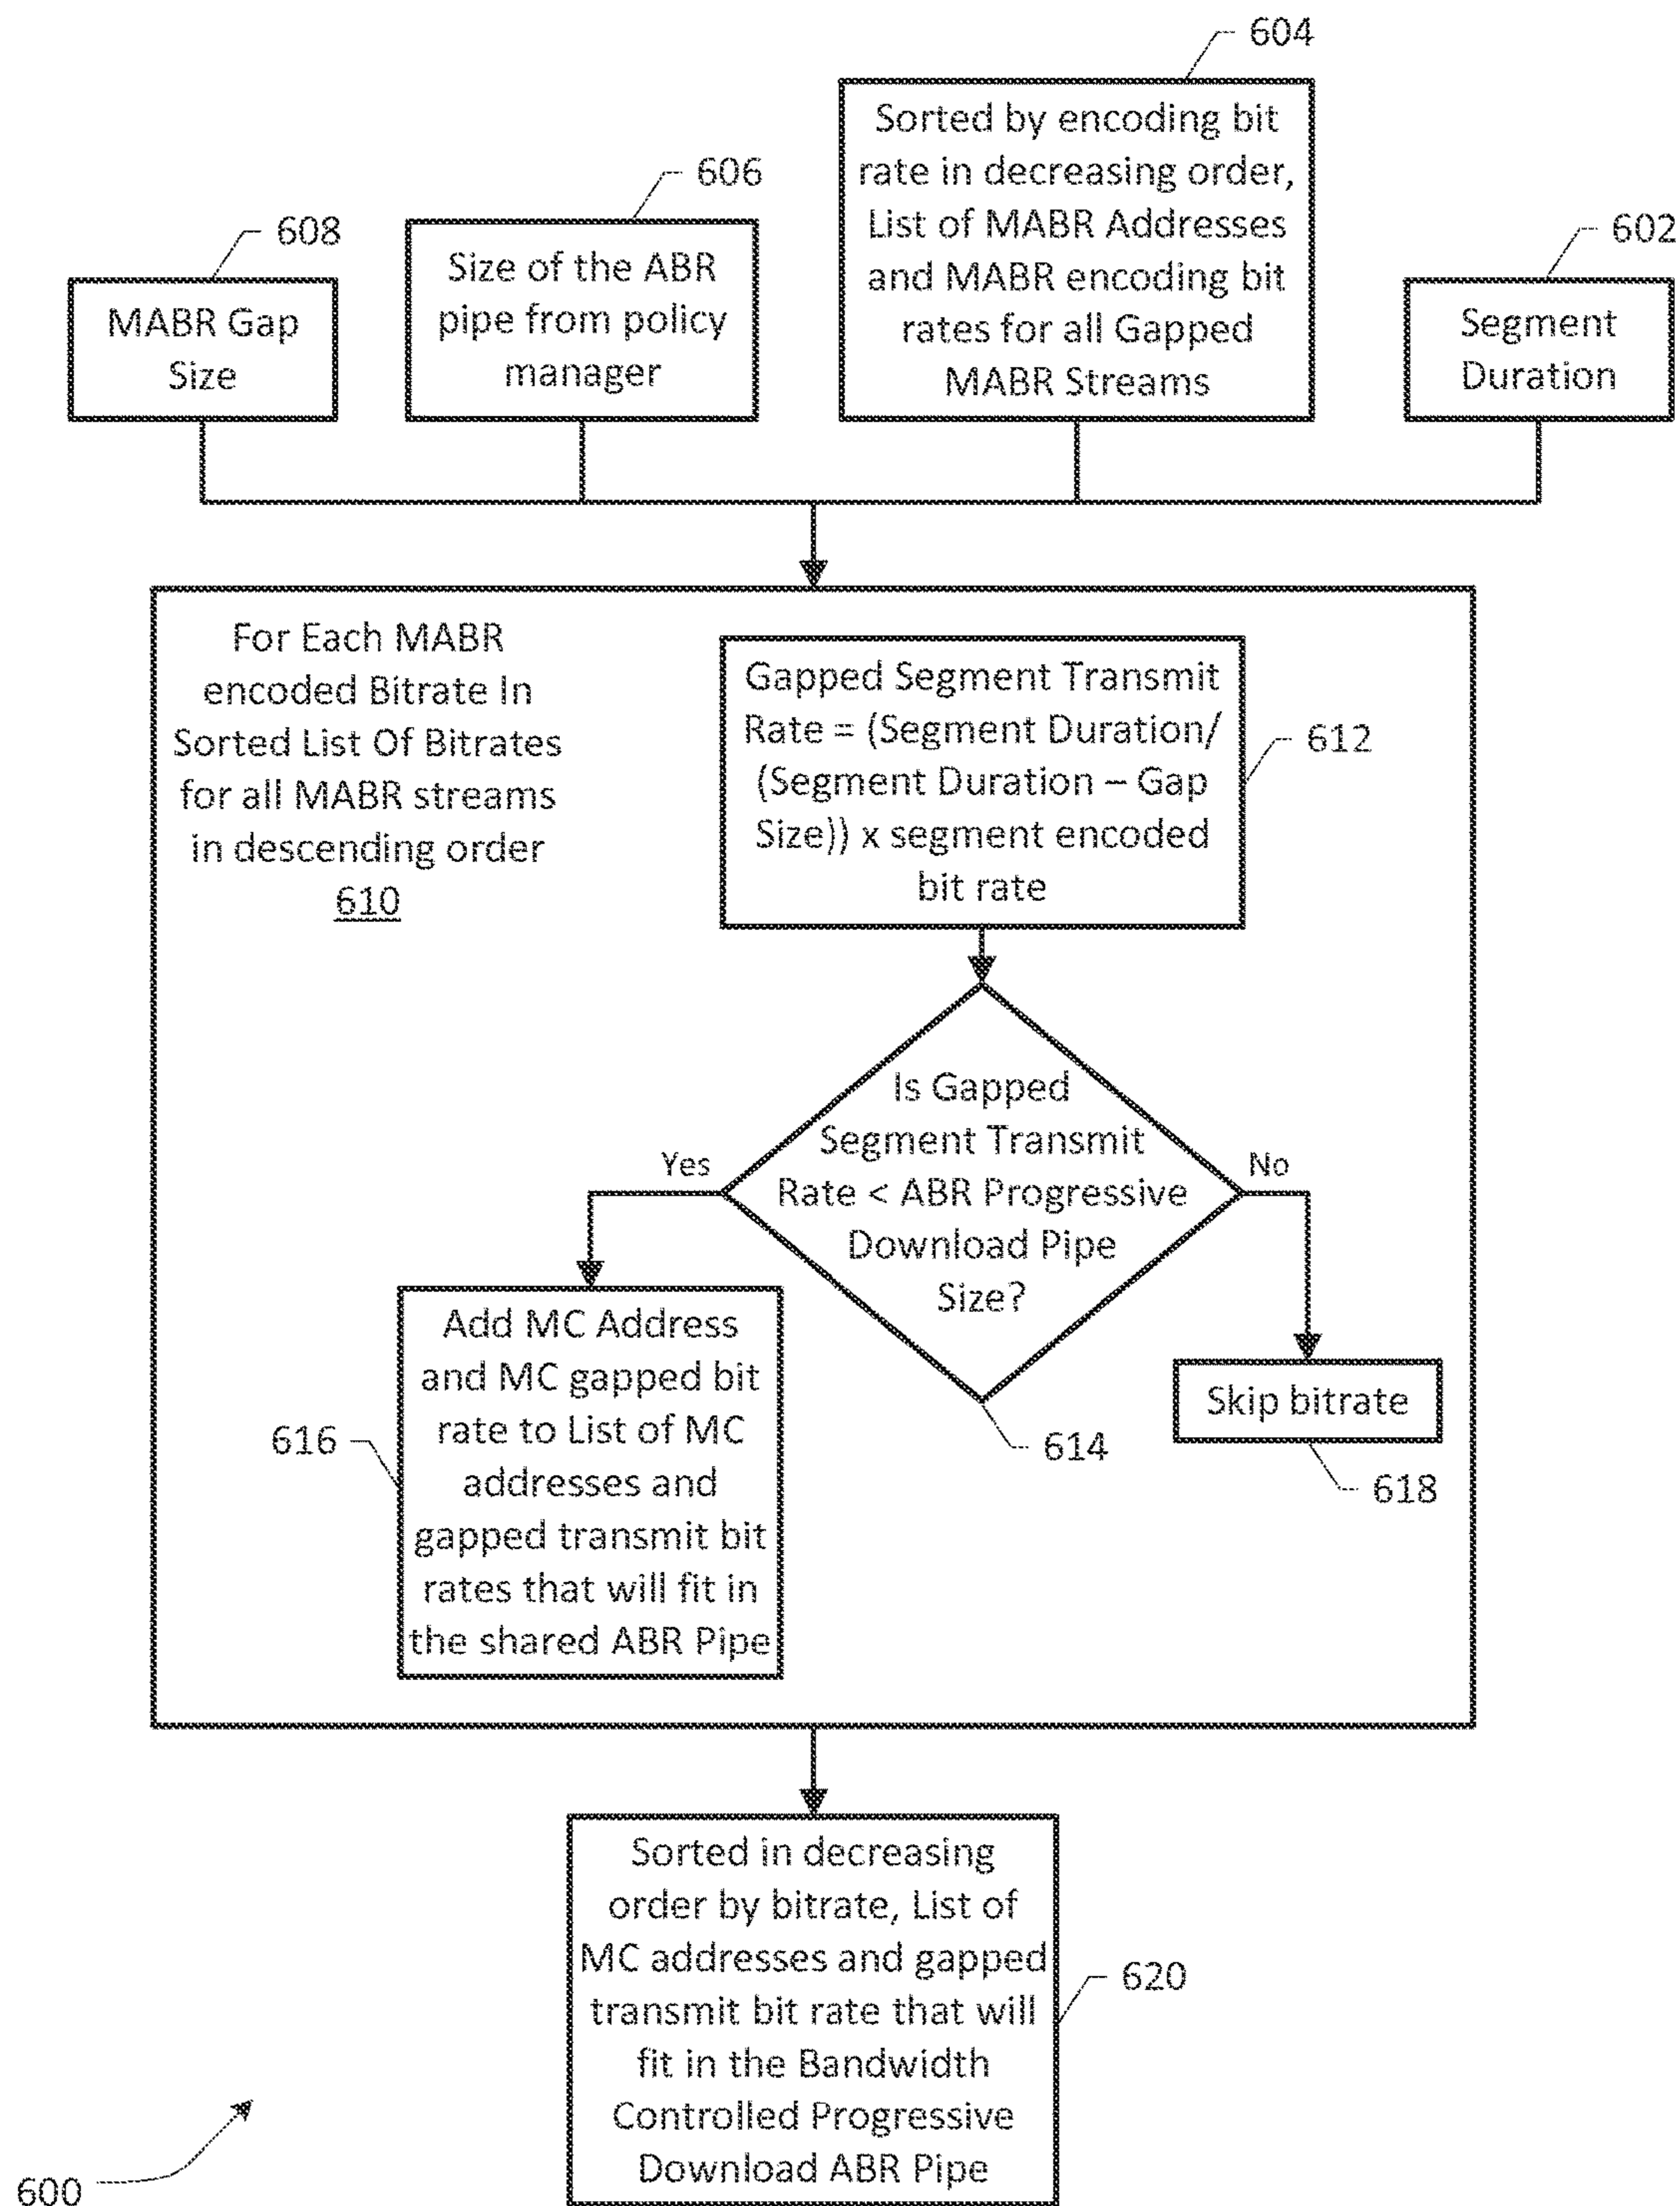 604
Sorted by encoding bit
rate in decreasing order,
List of MABR Addresses
and MABR encoding bit
rates for all Gapped
MABR Streams
606
Size of the ABR
pipe from policy
manager
608
MABR Gap
Size
602
Segment
Duration
For Each MABR
encoded Bitrate In
Sorted List Of Bitrates
for all MABR streams
in descending order
610
Gapped Segment Transmit
Rate = (Segment Duration/
(Segment Duration – Gap
Size)) x segment encoded
bit rate
612
Is Gapped
Segment Transmit
Rate < ABR Progressive
Download Pipe
Size?
Yes
No
614
Add MC Address
and MC gapped bit
rate to List of MC
addresses and
gapped transmit bit
rates that will fit in
the shared ABR Pipe
616
Skip bitrate
618
Sorted in decreasing
order by bitrate, List of
MC addresses and gapped
transmit bit rate that will
fit in the Bandwidth
Controlled Progressive
Download ABR Pipe
620
600